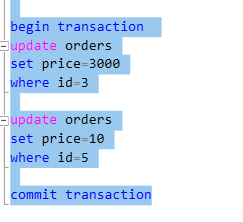 begin transaction
update orders
set price=3000
where id=3
update orders
set price=10
where id=5
commit transaction